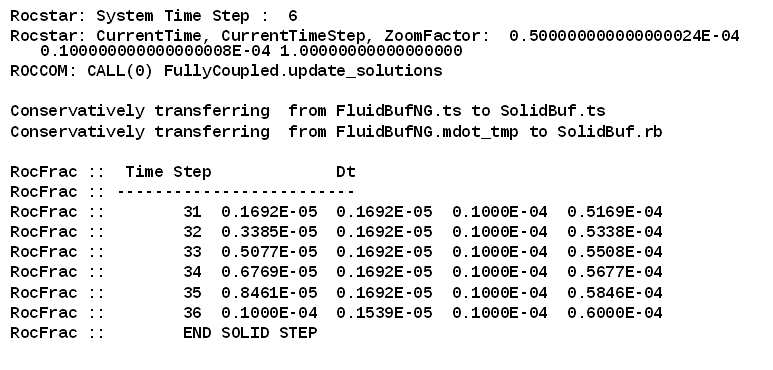 Rocstar: System Time Step :  6
Rocstar: CurrentTime, CurrentTimeStep, ZoomFactor:  0.500000000000000024E-04
   0.100000000000000008E-04 1.00000000000000000
ROCCOM: CALL(0) FullyCoupled.update_solutions
Conservatively transferring  from FluidBufNG.ts to SolidBuf.ts
Conservatively transferring  from FluidBufNG.mdot_tmp to SolidBuf.rb
RocFrac ::  Time Step             Dt
RocFrac :: -------------------------
RocFrac ::        31  0.1692E-05  0.1692E-05  0.1000E-04  0.5169E-04
RocFrac ::        32  0.3385E-05  0.1692E-05  0.1000E-04  0.5338E-04
RocFrac ::        33  0.5077E-05  0.1692E-05  0.1000E-04  0.5508E-04
RocFrac ::        34  0.6769E-05  0.1692E-05  0.1000E-04  0.5677E-04
RocFrac ::        35  0.8461E-05  0.1692E-05  0.1000E-04  0.5846E-04
RocFrac ::        36  0.1000E-04  0.1539E-05  0.1000E-04  0.6000E-04
RocFrac ::        END SOLID STEP